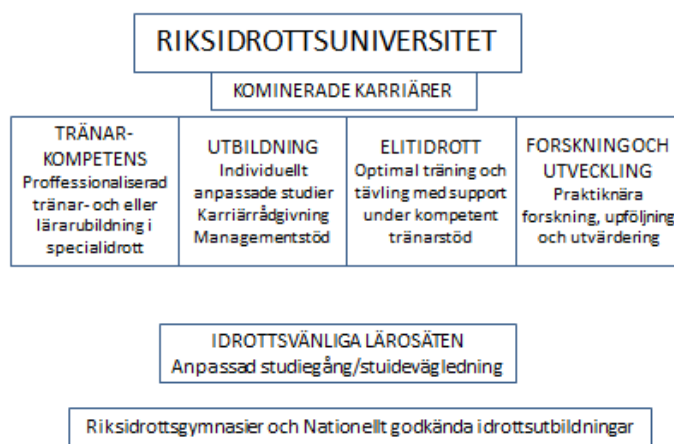 RIKSIDROTTSUNIVERSITET
KOMINERADE KARRIÄRER
TRÄNAR-
KOMPETENS
Proffessionaliserad
tränar- och eller
lärarubildning i
specialidrott
UTBILDNING
Individuellt
anpassade studier
Karriärrådgivning
Managementstöd
ELITIDROTT
Optimal träning och
tävling med support
under kompetent
tränarstöd
FORSKNING OCH
UTVECKLING
Praktiknära
forskning, upföljning
och utvärdering
IDROTTSVÄNLIGA LÄROSÄTEN
Anpassad studiegång/stuidevägledning
Riksidrottsgymnasier och Nationellt godkända idrottsutbildningar